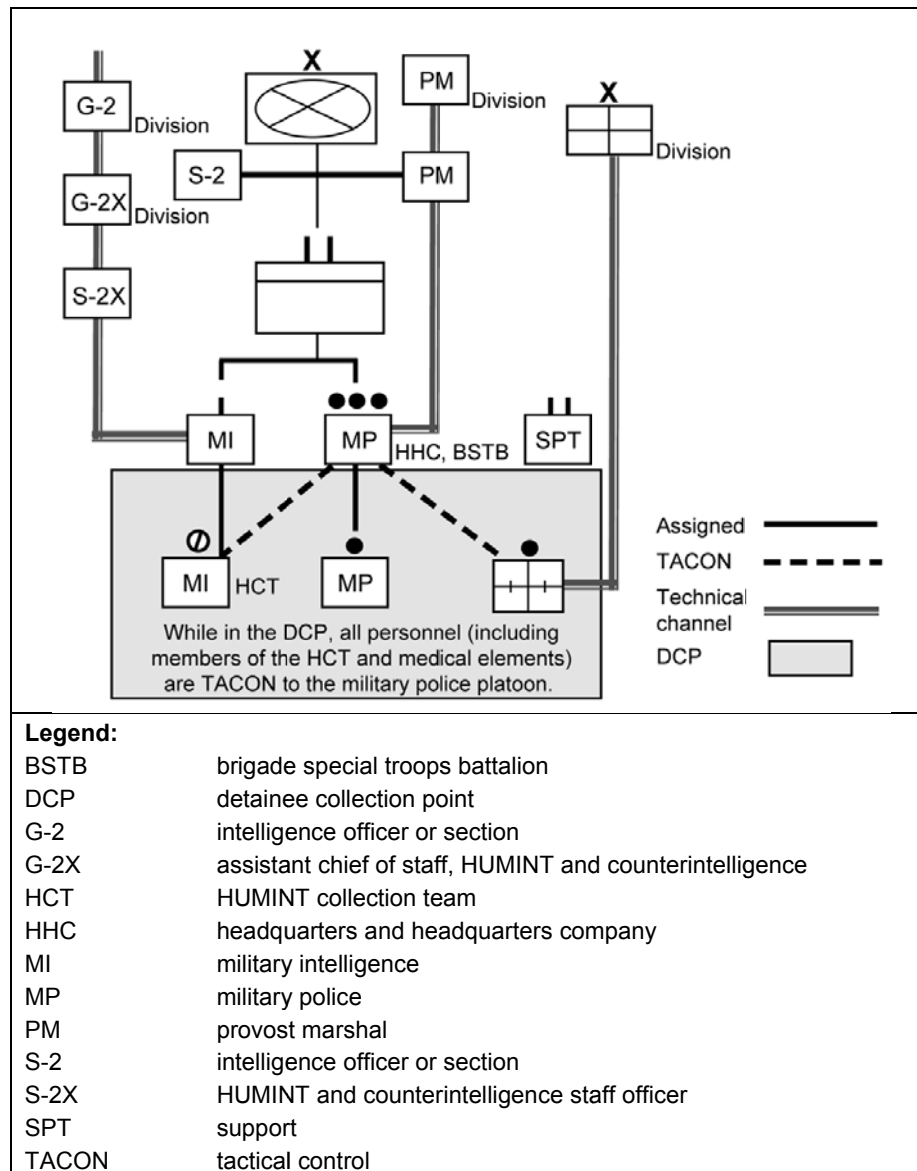 X
PM
Division
G-2
Division
X
Division
S-2
PM
G-2X
Division
S-2X
MI
MP
HHC, BSTB
SPT
MI
HCT
MP
While in the DCP, all personnel (including
members of the HCT and medical elements)
are TACON to the military police platoon.
Assigned
TACON
Technical
channel
DCP
Legend:
BSTB brigade special troops battalion
DCP detainee collection point
G-2 intelligence officer or section
G-2X assistant chief of staff, HUMINT and counterintelligence
HCT HUMINT collection team
HHC headquarters and headquarters company
MI military intelligence
MP military police
PM provost marshal
S-2 intelligence officer or section
S-2X HUMINT and counterintelligence staff officer
SPT support
TACON tactical control